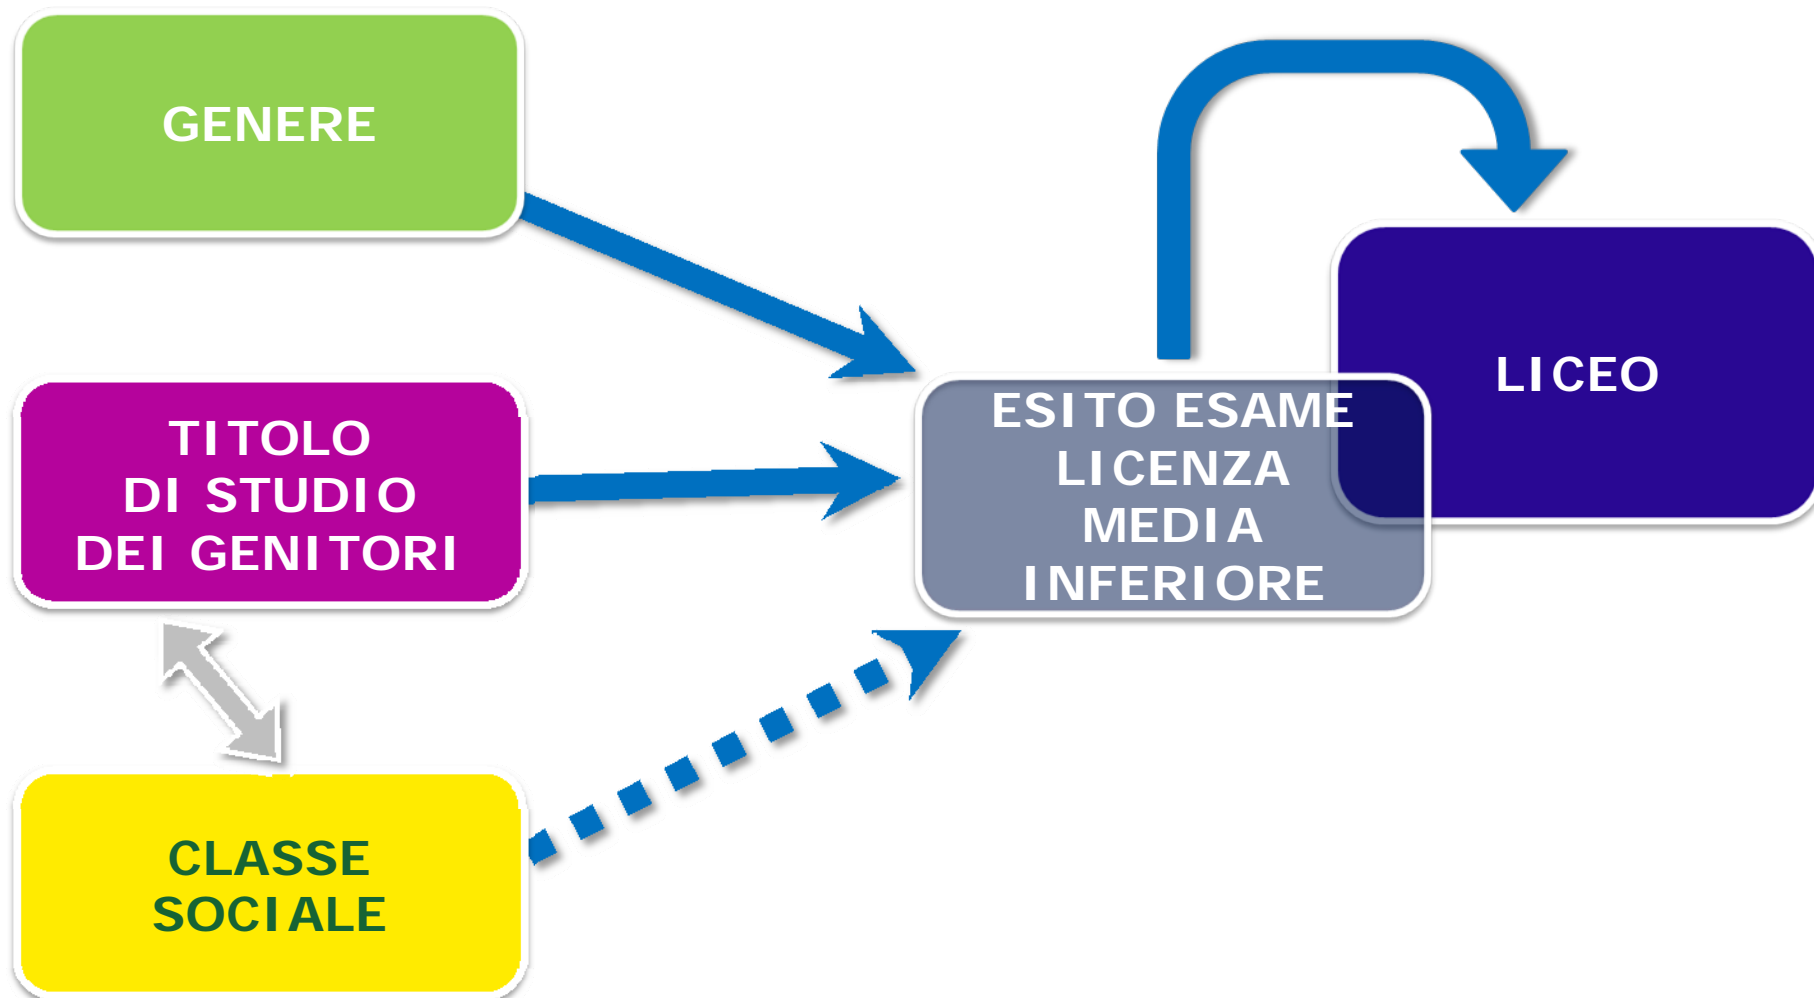 GENERE
TITOLO
DI STUDIO
DEI GENITORI
CLASSE
SOCIALE
ESITO ESAME
LICENZA
MEDIA
INFERIORE
LICEO